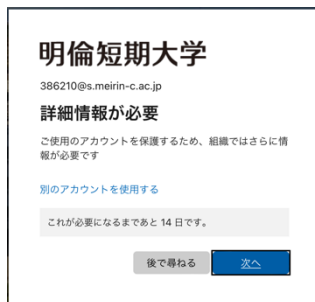 明倫短期大学
386210@s.meirin-c.ac.jp
詳細情報が必要
ご使用のアカウントを保護するため、組織ではさらに情
報が必要です
別のアカウントを使用する
これが必要になるまであと 14 日です。
後で尋ねる
次へ